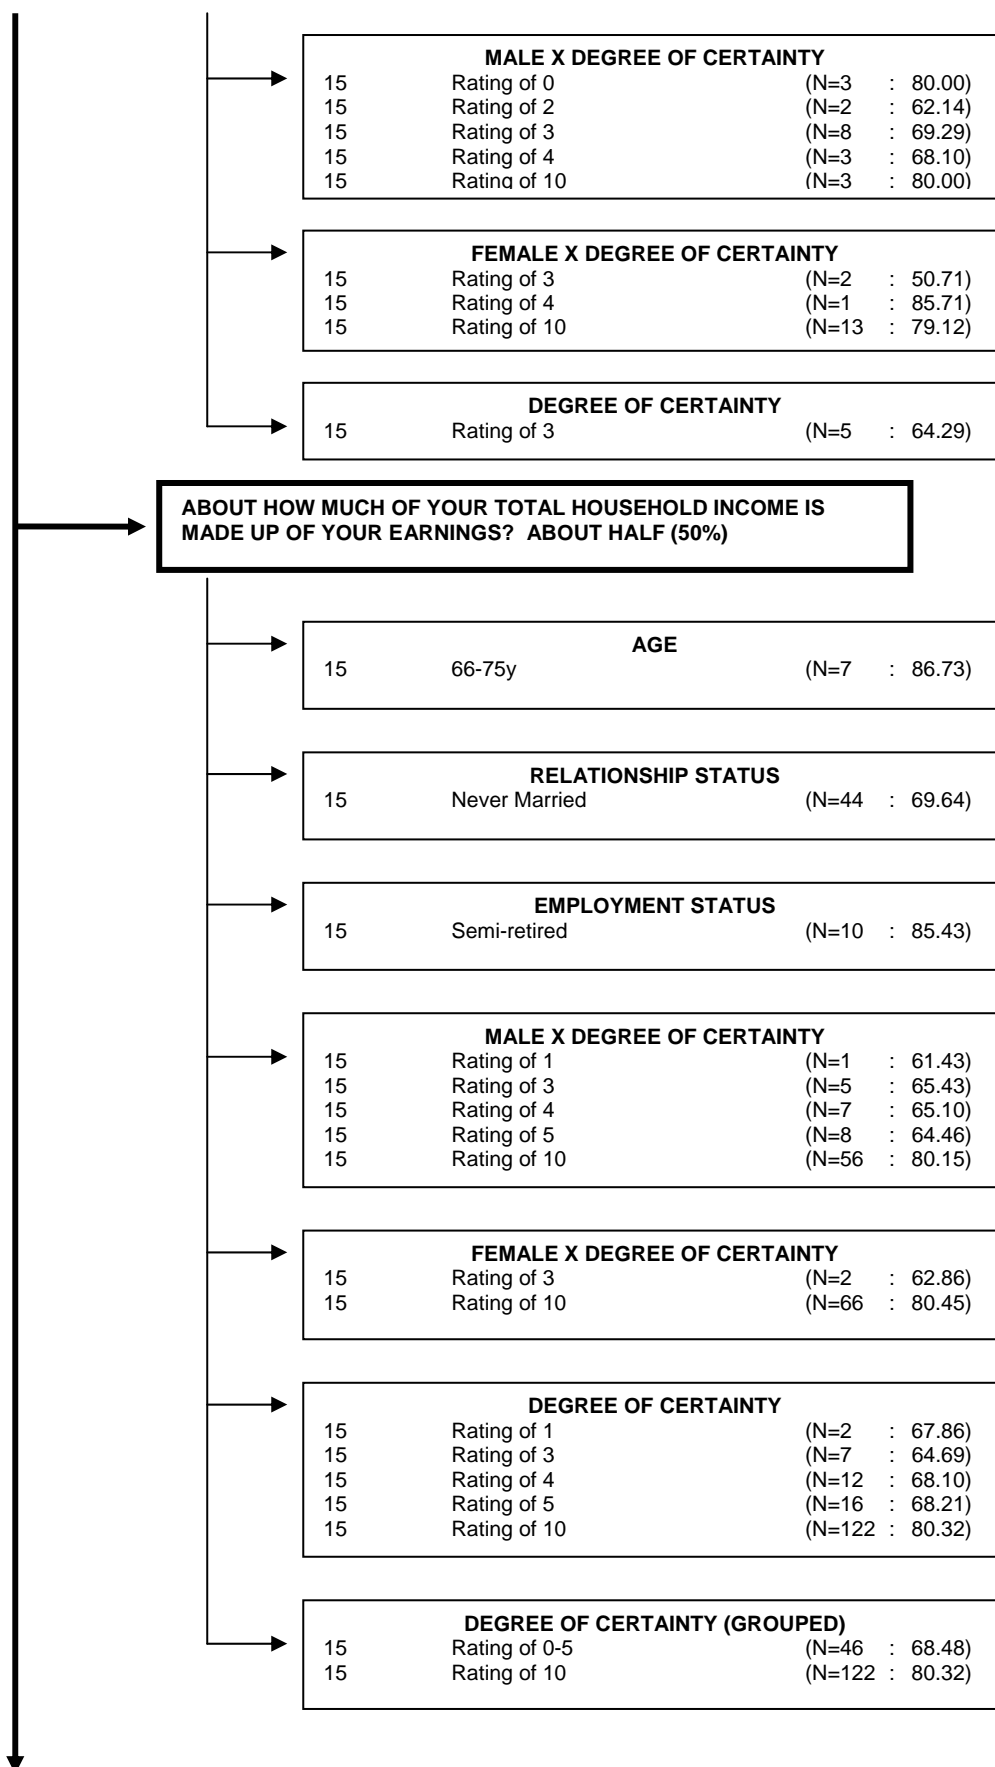 MALE X DEGREE OF CERTAINTY
15 Rating of 0 (N=3 : 80.00)
15 Rating of 2 (N=2 : 62.14)
15 Rating of 3 (N=8 : 69.29)
15 Rating of 4 (N=3 : 68.10)
15 Rating of 10 (N=3 : 80.00)
FEMALE X DEGREE OF CERTAINTY
15 Rating of 3 (N=2 : 50.71)
15 Rating of 4 (N=1 : 85.71)
15 Rating of 10 (N=13 : 79.12)
DEGREE OF CERTAINTY
15 Rating of 3 (N=5 : 64.29)
ABOUT HOW MUCH OF YOUR TOTAL HOUSEHOLD INCOME IS
MADE UP OF YOUR EARNINGS? ABOUT HALF (50%)
AGE
15 66-75y (N=7 : 86.73)
RELATIONSHIP STATUS
15 Never Married (N=44 : 69.64)
EMPLOYMENT STATUS
15 Semi-retired (N=10 : 85.43)
MALE X DEGREE OF CERTAINTY
15 Rating of 1 (N=1 : 61.43)
15 Rating of 3 (N=5 : 65.43)
15 Rating of 4 (N=7 : 65.10)
15 Rating of 5 (N=8 : 64.46)
15 Rating of 10 (N=56 : 80.15)
FEMALE X DEGREE OF CERTAINTY
15 Rating of 3 (N=2 : 62.86)
15 Rating of 10 (N=66 : 80.45)
DEGREE OF CERTAINTY
15 Rating of 1 (N=2 : 67.86)
15 Rating of 3 (N=7 : 64.69)
15 Rating of 4 (N=12 : 68.10)
15 Rating of 5 (N=16 : 68.21)
15 Rating of 10 (N=122 : 80.32)
DEGREE OF CERTAINTY (GROUPED)
15 Rating of 0-5 (N=46 : 68.48)
15 Rating of 10 (N=122 : 80.32)